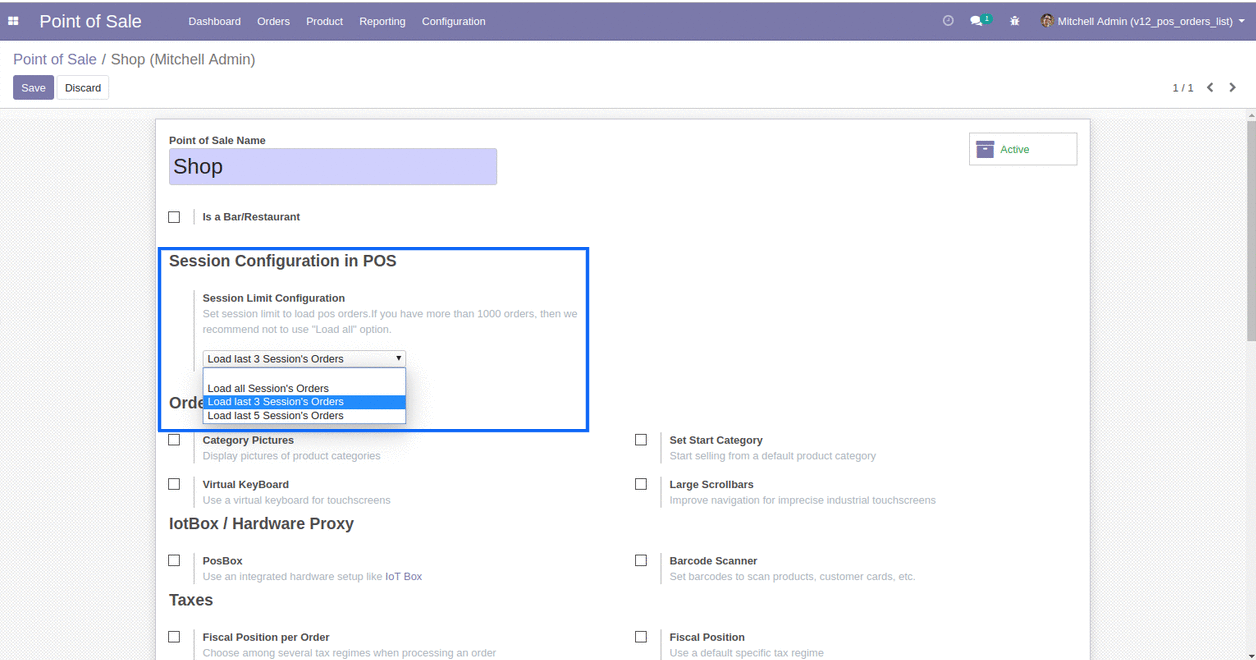 Point of Sale Dashboard Orders Product Reporting Configuration 1 Mitchell Admin (v12_pos_orders_list)
Point of Sale / Shop (Mitchell Admin)
Save Discard 1 / 1
Point of Sale Name
Shop
Active
Is a Bar/Restaurant
Session Configuration in POS
Session Limit Configuration
Set session limit to load pos orders.If you have more than 1000 orders, then we
recommend not to use "Load all" option.
Load last 3 Session's Orders
Load all Session's Orders
Load last 3 Session's Orders
Load last 5 Session's Orders
Category Pictures
Display pictures of product categories
Set Start Category
Start selling from a default product category
Virtual KeyBoard
Use a virtual keyboard for touchscreens
Large Scrollbars
Improve navigation for imprecise industrial touchscreens
IotBox / Hardware Proxy
PosBox
Use an integrated hardware setup like IoT Box
Barcode Scanner
Set barcodes to scan products, customer cards, etc.
Taxes
Fiscal Position per Order
Choose among several tax regimes when processing an order
Fiscal Position
Use a default specific tax regime